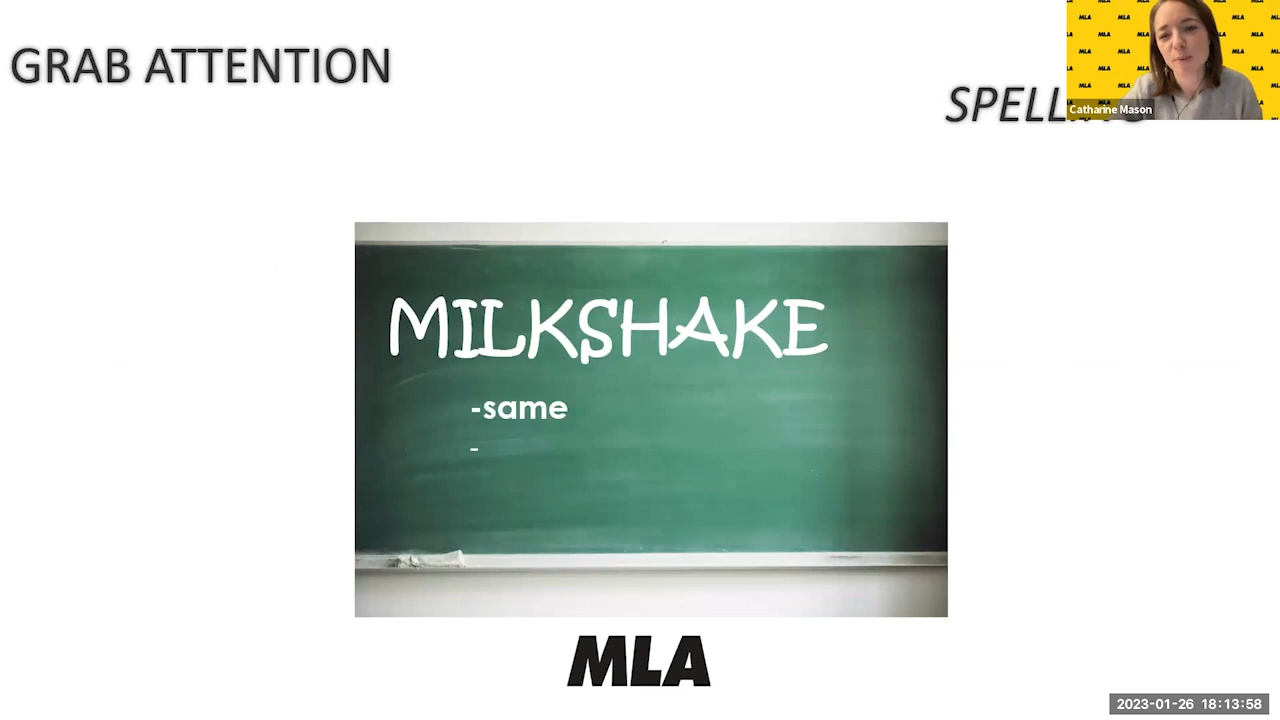 GRAB ATTENTION
SPELL
Catharine Mason
MILKSHAKE
-same
-
MLA
2023-01-26 18:13:58